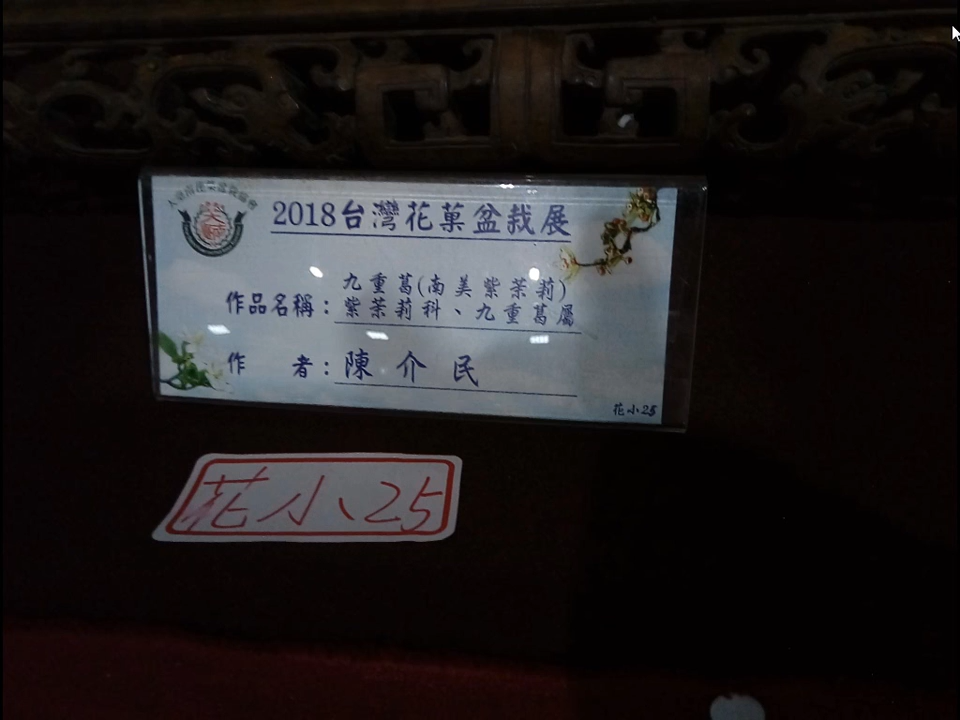 2018台灣花菓盆栽展
九重葛(南美紫茉莉)
作品名稱：紫茉莉科、九重葛屬
作　者：陳介民
花小25
花小25